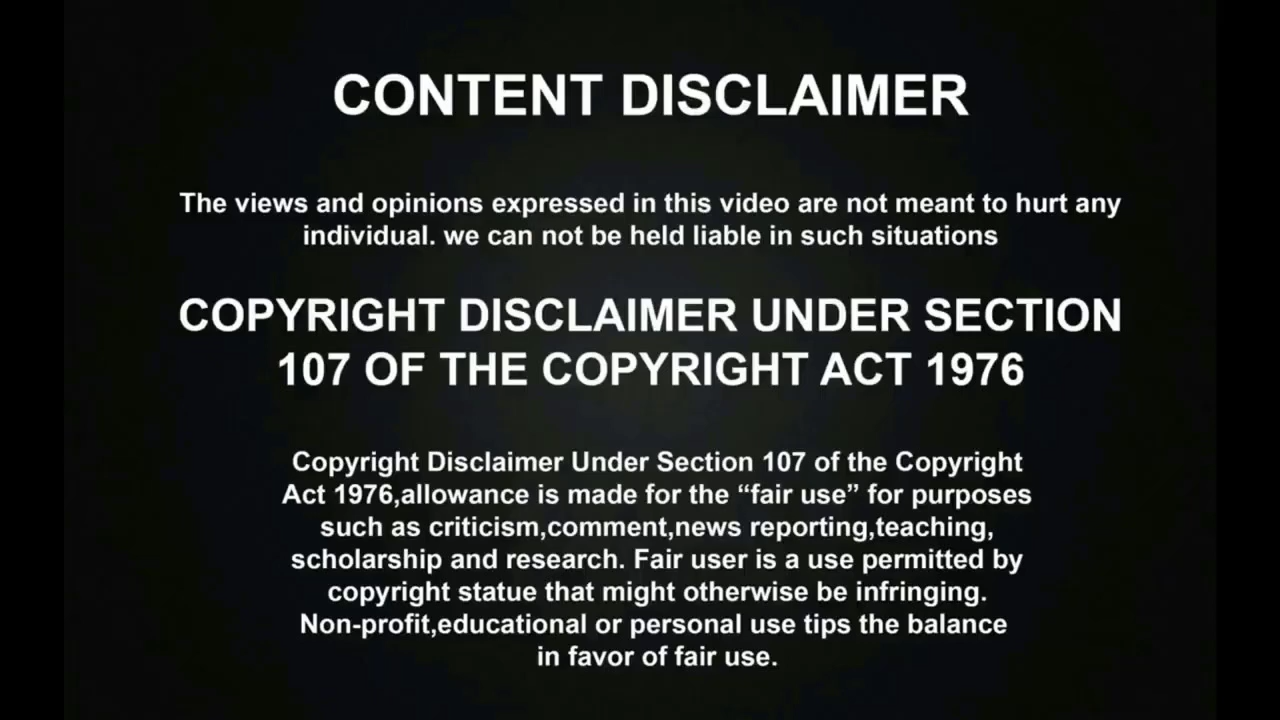 CONTENT DISCLAIMER
The views and opinions expressed in this video are not meant to hurt any
individual. we can not be held liable in such situations
COPYRIGHT DISCLAIMER UNDER SECTION
107 OF THE COPYRIGHT ACT 1976
Copyright Disclaimer Under Section 107 of the Copyright
Act 1976,allowance is made for the “fair use” for purposes
such as criticism,comment,news reporting,teaching,
scholarship and research. Fair user is a use permitted by
copyright statue that might otherwise be infringing.
Non-profit,educational or personal use tips the balance
in favor of fair use.